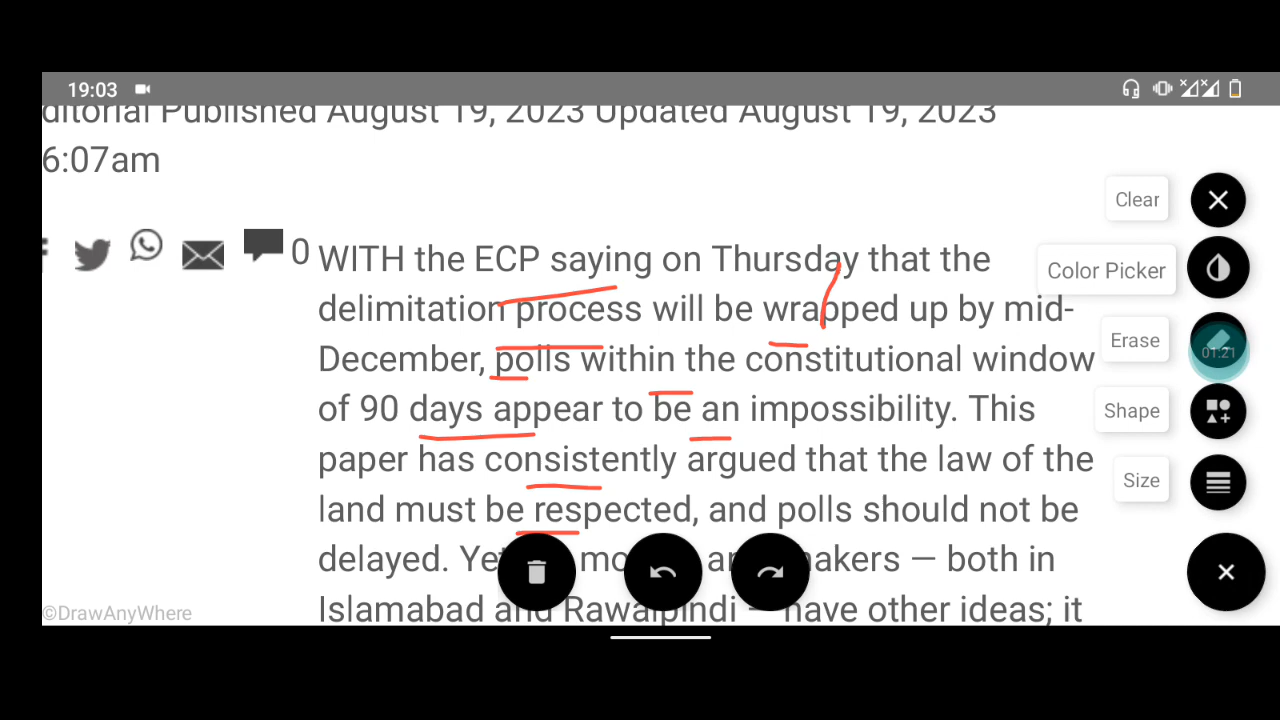 19:03
ditorial Published August 19, 2023 Updated August 19, 2023
6:07am
Clear
0 WITH the ECP saying on Thursday that the
Color Picker
delimitation process will be wrapped up by mid-
Erase
01:21
December, polls within the constitutional window
of 90 days appear to be an impossibility. This
Shape
paper has consistently argued that the law of the
Size
land must be respected, and polls should not be
delayed. Yet makers — both in
©DrawAnyWhere
Islamabad and Rawalpindi — have other ideas; it